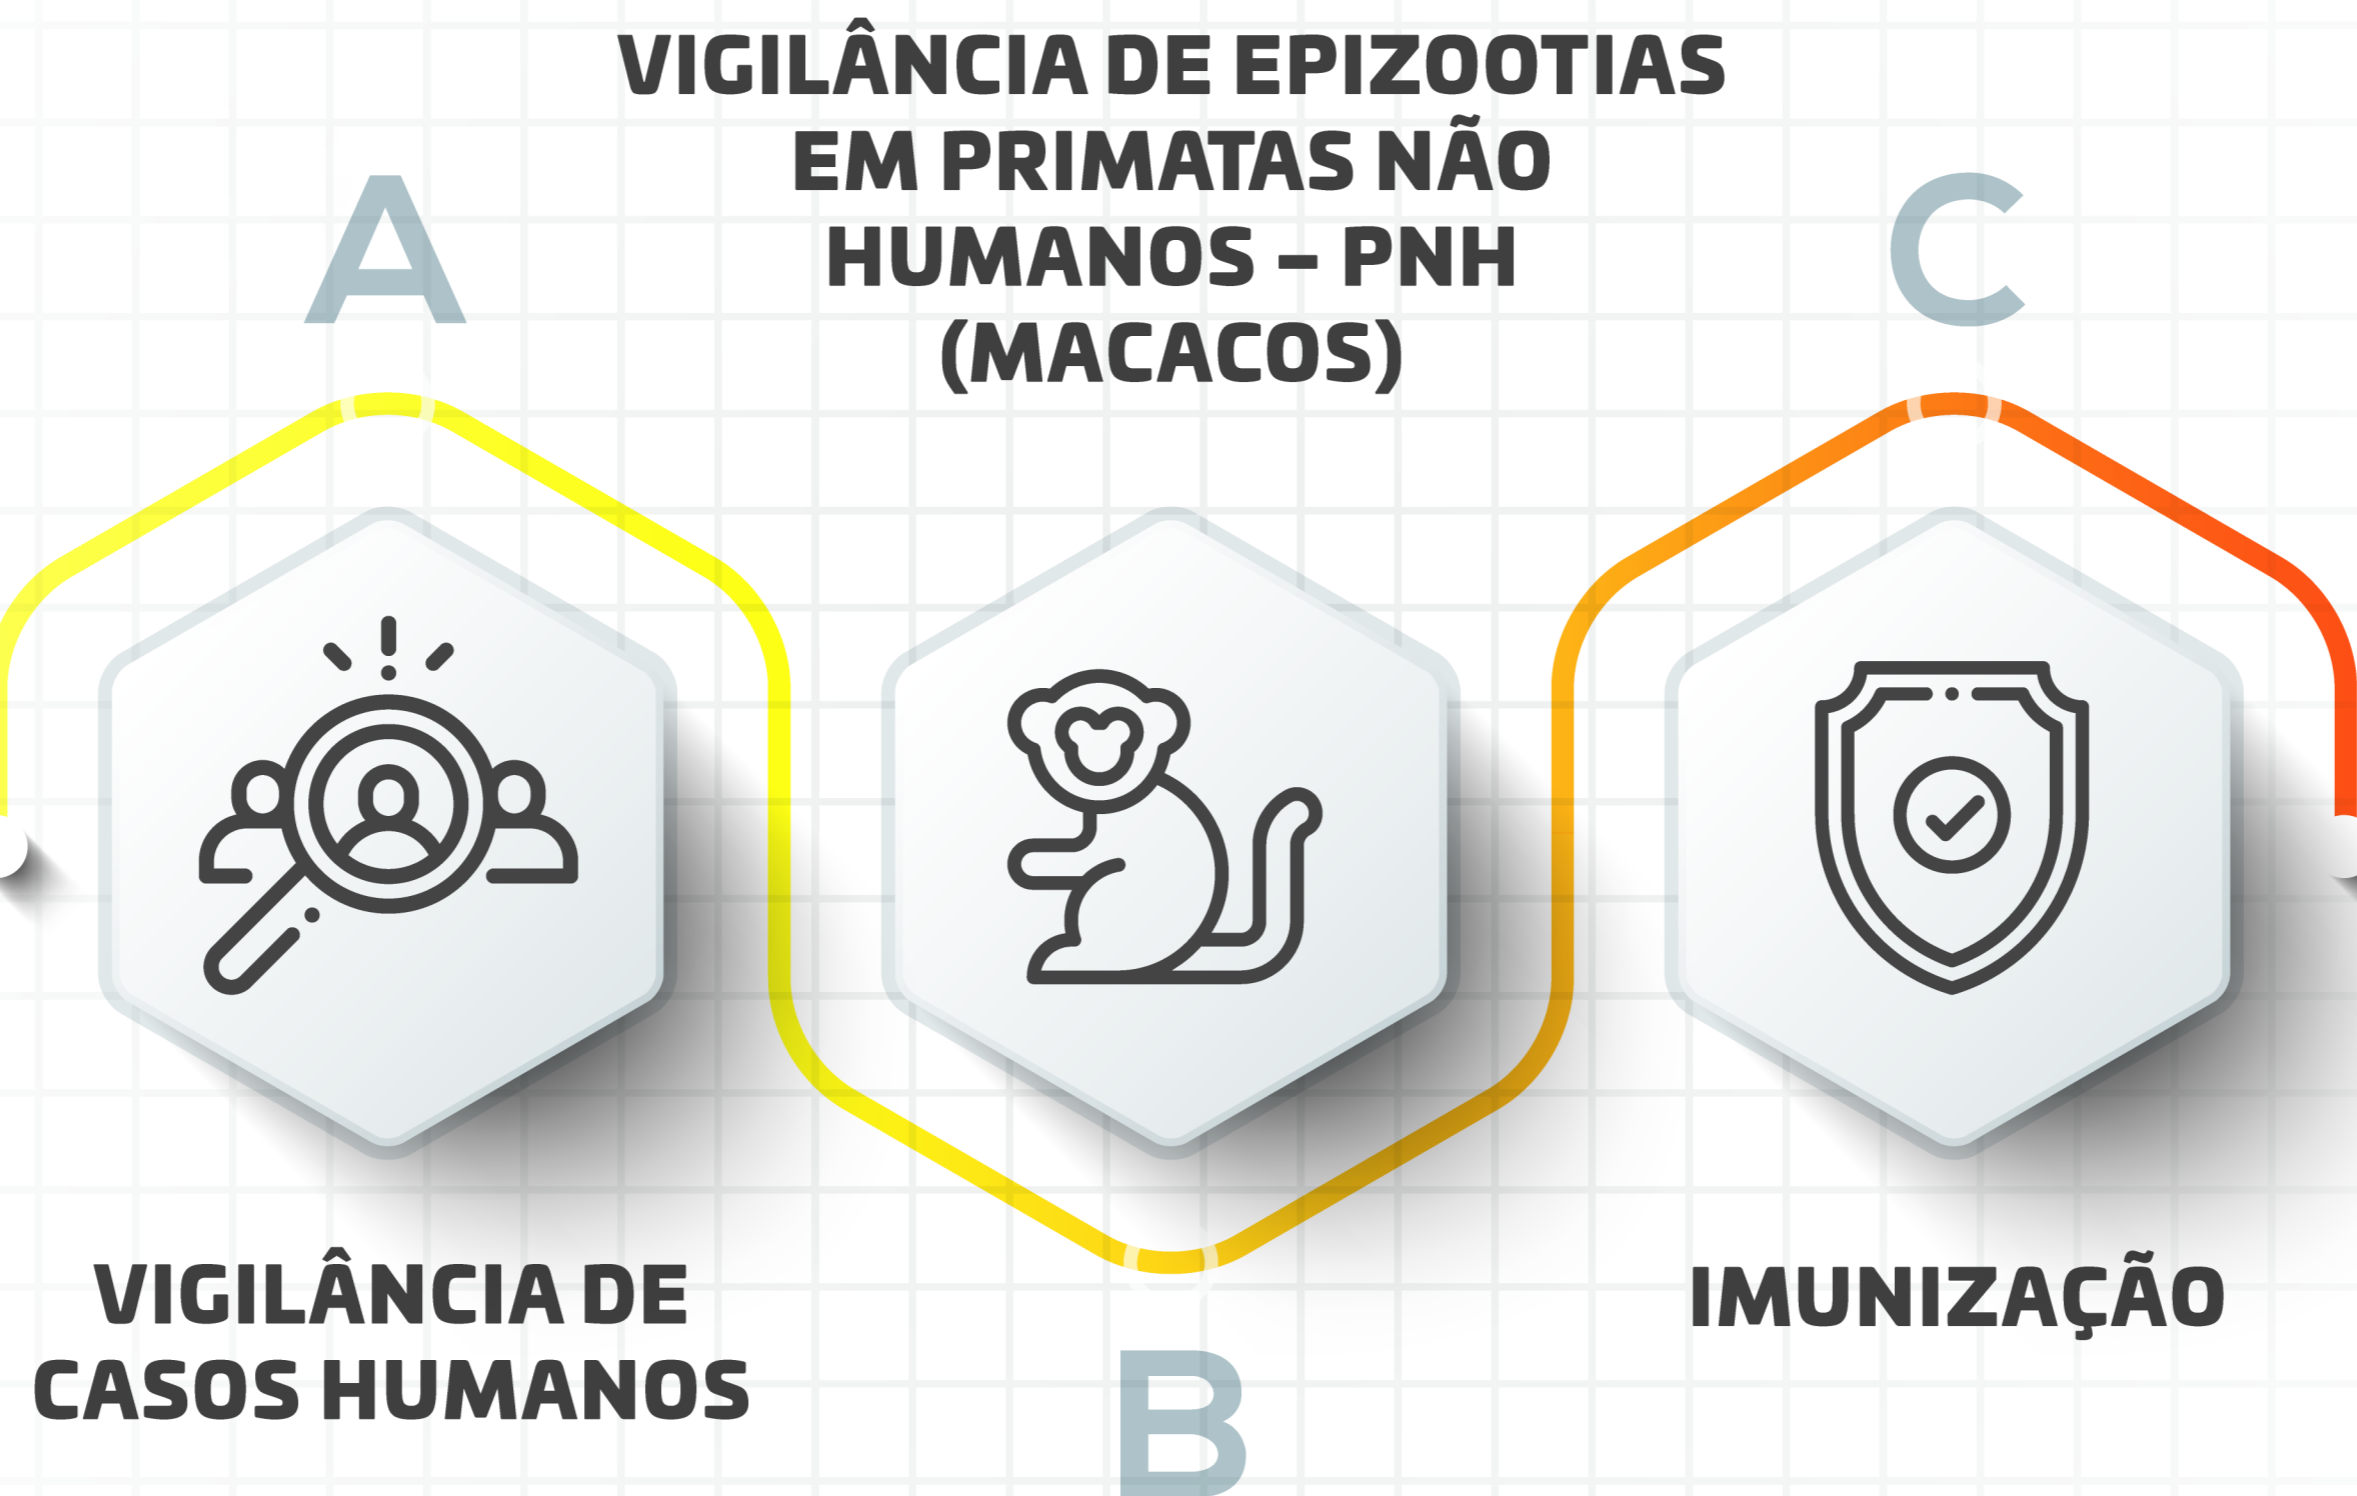 VIGILÂNCIA DE EPIZOOTIAS
EM PRIMATAS NÃO
HUMANOS – PNH
(MACACOS)
A
C
VIGILÂNCIA DE
CASOS HUMANOS
IMUNIZAÇÃO
B